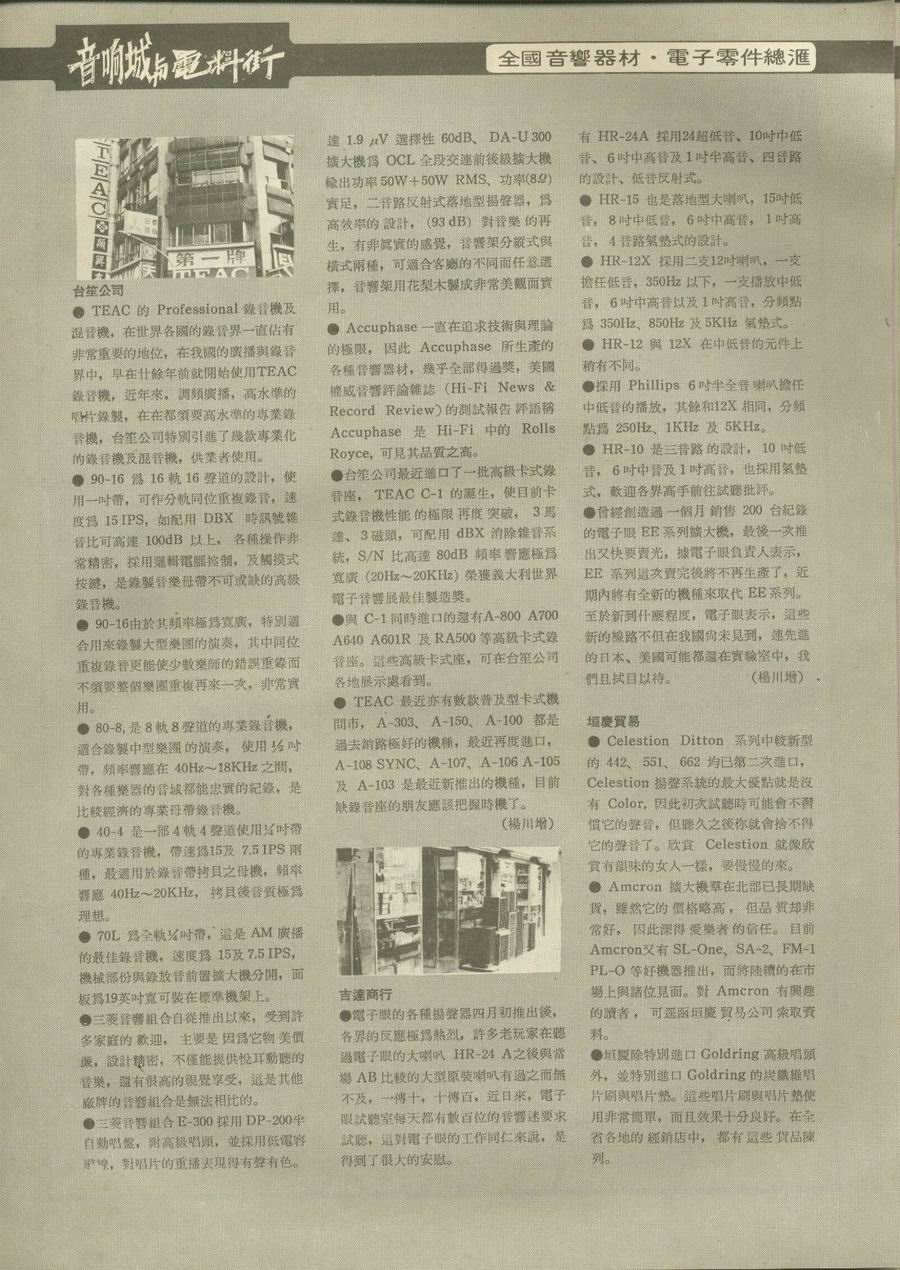 音响城与電料街
全國音響器材・電子零件總滙
TEAC
第一牌
TEAC
台笙公司
● TEAC 的 Professional 錄音機及
混音機，在世界各國的錄音界一直佔有
非常重要的地位，在我國的廣播與錄音
界中，早在廿餘年前就開始使用TEAC
錄音機，近年來，調頻廣播，高水準的
唱片錄製，在在都須要高水準的專業錄
音機，台笙公司特別引進了幾款專業化
的錄音機及混音機，供業者使用。
● 90-16 爲 16 軌 16 聲道的設計，使
用一吋帶，可作分軌同位重複錄音，速
度爲 15 IPS，如配用 DBX 時訊號雜
音比可高達 100dB 以上， 各種操作非
常精密，採用邏輯電腦控制，及觸摸式
按鍵，是錄製音樂母帶不可或缺的高級
錄音機。
● 90-16由於其頻率極爲寬廣，特別適
合用來錄製大型樂團的演奏，其中同位
重複錄音更能使少數樂師的錯誤重錄而
不須要整個樂團重複再來一次，非常實
用。
● 80-8, 是 8 軌 8 聲道的專業錄音機，
適合錄製中型樂團 的演奏， 使用 ½ 吋
帶，頻率響應在 40Hz～18KHz 之間，
對各種樂器的音域都能忠實的紀錄，是
比較經濟的專業母帶錄音機。
● 40-4 是一部 4 軌 4 聲道使用¼吋帶
的專業錄音機，帶速爲15及 7.5 IPS 兩
種，最適用於錄音帶拷貝之母機，頻率
響應 40Hz～20KHz， 拷貝後音質極爲
理想。
● 70L 爲全軌¼吋帶，這是 AM 廣播
的最佳錄音機，速度爲 15及 7.5 IPS，
機械部份與錄放音前置擴大機分開，面
板爲19英吋寬可裝在標準機架上。
●三菱音響組合自從推出以來，受到許
多家庭的 歡迎， 主要是 因爲它物 美價
廉，設計精密，不僅能提供悅耳動聽的
音樂，還有很高的視覺享受，這是其他
廠牌的音響組合是無法相比的。
●三菱音響組合 E-300 採用 DP-200半
自動唱盤，附高級唱頭，並採用低電容
，對唱片的重播表現得有聲有色。
達 1.9 μV 選擇性 60dB、 DA-U 300
擴大機爲 OCL 全段交連前後級擴大機
輸出功率 50W＋50W RMS、功率(8Ω)
實足，二音路反射式落地型揚聲器，爲
高效率的 設計， (93 dB) 對音樂 的再
生，有非眞實的感覺，音響架分縱式與
橫式兩種，可適合客廳的不同而任意選
擇，音響架用花梨木製成非常美觀而實
用。
● Accuphase 一直在追求技術與理論
的極限， 因此 Accuphase 所生產的
各種音響器材，幾乎全部得過獎，美國
權威音響評論雜誌 (Hi-Fi News &
Record Review) 的測試報告 評語稱
Accuphase 是 Hi-Fi 中的 Rolls
Royce, 可見其品質之高。
●台笙公司最近進口了一批高級卡式錄
音座， TEAC C-1 的誕生，使目前卡
式錄音機性能 的極限 再度 突破， 3 馬
達、3 磁頭，可配用 dBX 消除雜音系
統，S/N 比高達 80dB 頻率 響應極爲
寬廣 (20Hz～20KHz) 榮獲義大利世界
電子音響展最佳製造獎。
●與 C-1 同時進口的還有A-800 A700
A640 A601R 及 RA500 等高級卡式錄
音座。這些高級卡式座，可在台笙公司
各地展示處看到。
● TEAC 最近亦有數款普及型卡式機
問市， A-303、 A-150、 A-100 都是
過去銷路極好的機種，最近再度進口，
A-108 SYNC、A-107、A-106 A-105
及 A-103 是最近新推出的機種，目前
缺錄音座的朋友應該把握時機了。
（楊川增）
吉達商行
●電子眼的各種揚聲器四月初推出後，
各界的反應極爲熱烈，許多老玩家在聽
過電子眼的大喇叭 HR-24 A之後與當
場 AB 比較的大型原裝喇叭有過之而無
不及，一傳十，十傳百，近日來，電子
眼試聽室每天都有數百位的音響迷要求
試聽，這對電子眼的工作同仁來說，是
得到了很大的安慰。
有 HR-24A 採用24超低音、10吋中低
音、6 吋中高音及 1 吋半高音、四音路
的設計、低音反射式。
● HR-15 也是落地型大喇叭，15吋低
音，8 吋中低音，6 吋中高音，1 吋高
音，4 音路氣墊式的設計。
● HR-12X 採用二支12吋喇叭，一支
擔任低音，350Hz 以下，一支播放中低
音，6 吋中高音以及 1 吋高音，分頻點
爲 350Hz、850Hz 及 5KHz 氣墊式。
● HR-12 與 12X 在中低音的元件上
稍有不同。
●採用 Phillips 6 吋半全音 喇叭擔任
中低音的播放，其餘和12X 相同，分頻
點爲 250Hz、1KHz 及 5KHz。
● HR-10 是三音路 的設計， 10 吋低
音， 6 吋中音及 1 吋高音，也採用氣墊
式，歡迎各界高手前往試聽批評。
●曾經創造過 一個月 銷售 200 台紀錄
的電子眼 EE 系列擴大機，最後一次推
出又快要賣光，據電子眼負責人表示，
EE 系列這次賣完後將不再生產了，近
期內將有全新的機種來取代 EE 系列。
至於新到什麼程度，電子眼表示，這些
新的線路不但在我國尙未見到，連先進
的日本、美國可能都還在實驗室中，我
們且拭目以待。 （楊川增）
垣慶貿易
● Celestion Ditton 系列中較新型
的 442、 551、 662 均已第二次進口，
Celestion 揚聲系統的最大優點就是沒
有 Color, 因此初次試聽時可能會不習
慣它的聲音，但聽久之後你就會捨不得
它的聲音了。欣賞 Celestion 就像欣
賞有韻味的女人一樣，要慢慢的來。
● Amcron 擴大機羣在北部已長期缺
貨，雖然它的 價格略高 ， 但品 質却非
常好， 因此深得 愛樂者 的信任。 目前
Amcron又有 SL-One、SA-2、FM-1
PL-O 等好機器推出，而將陸續的在市
場上與諸位見面。對 Amcron 有興趣
的讀者 ， 可逕函垣慶 貿易公司 索取資
料。
●垣慶除特別進口 Goldring 高級唱頭
外，並特別進口 Goldring 的炭纖維唱
片刷與唱片墊。這些唱片刷與唱片墊使
用非常簡單，而且效果十分良好。在全
省各地的 經銷店中， 都有 這些 貨品陳
列。